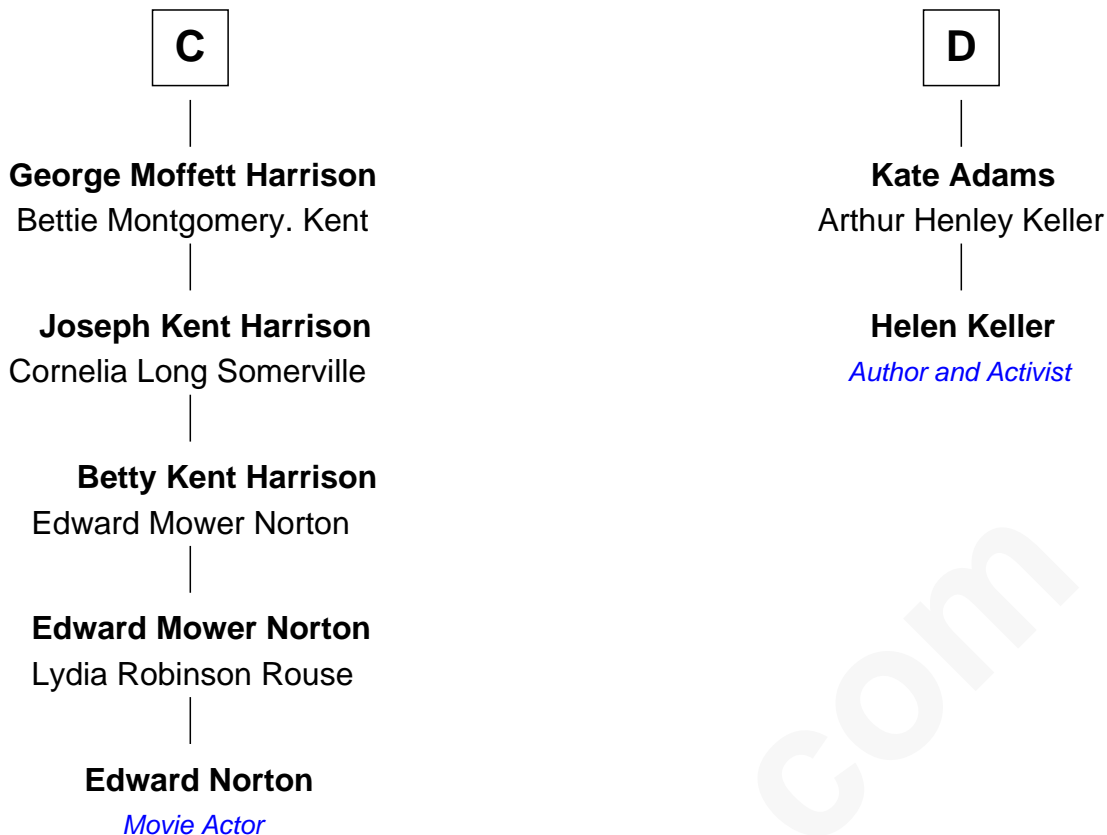 C
George Moffett Harrison
Bettie Montgomery. Kent
Joseph Kent Harrison
Cornelia Long Somerville
Betty Kent Harrison
Edward Mower Norton
Edward Mower Norton
Lydia Robinson Rouse
Edward Norton
Movie Actor
D
Kate Adams
Arthur Henley Keller
Helen Keller
Author and Activist
com